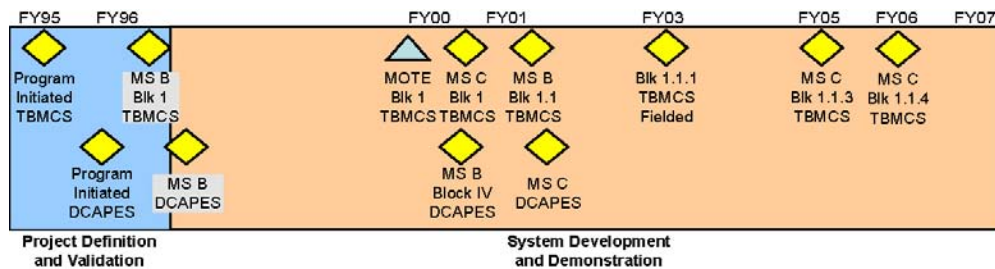 FY95 FY96 FY00 FY01 FY03 FY05 FY06 FY07
Program
Initiated
TBMCS
MS B
Blk 1
TBMCS
MOTE
Blk 1
TBMCS
MS C
Blk 1
TBMCS
MS B
Blk 1.1
TBMCS
Blk 1.1.1
TBMCS
Fielded
MS C
Blk 1.1.3
TBMCS
MS C
Blk 1.1.4
TBMCS
Program
Initiated
DCAPES
MS B
DCAPES
MS B
Block IV
DCAPES
MS C
DCAPES
Project Definition
and Validation
System Development
and Demonstration